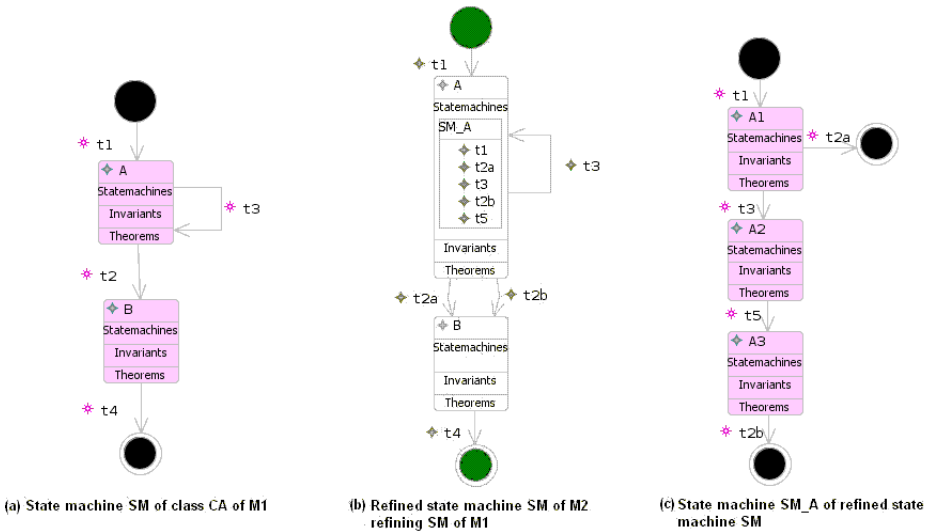 t1
A
Statemachines
t3
Invariants
Theorems
t2
B
Statemachines
Invariants
Theorems
t4
(a) State machine SM of class CA of M1
t1
A
Statemachines
SM_A
t1
t2a
t3
t2b
t5
t3
Invariants
Theorems
t2a
t2b
B
Statemachines
Invariants
Theorems
t4
(b) Refined state machine SM of M2
refining SM of M1
t1
A1
Statemachines
t2a
Invariants
Theorems
t3
A2
Statemachines
Invariants
Theorems
t5
A3
Statemachines
Invariants
Theorems
t2b
(c) State machine SM_A of refined state
machine SM